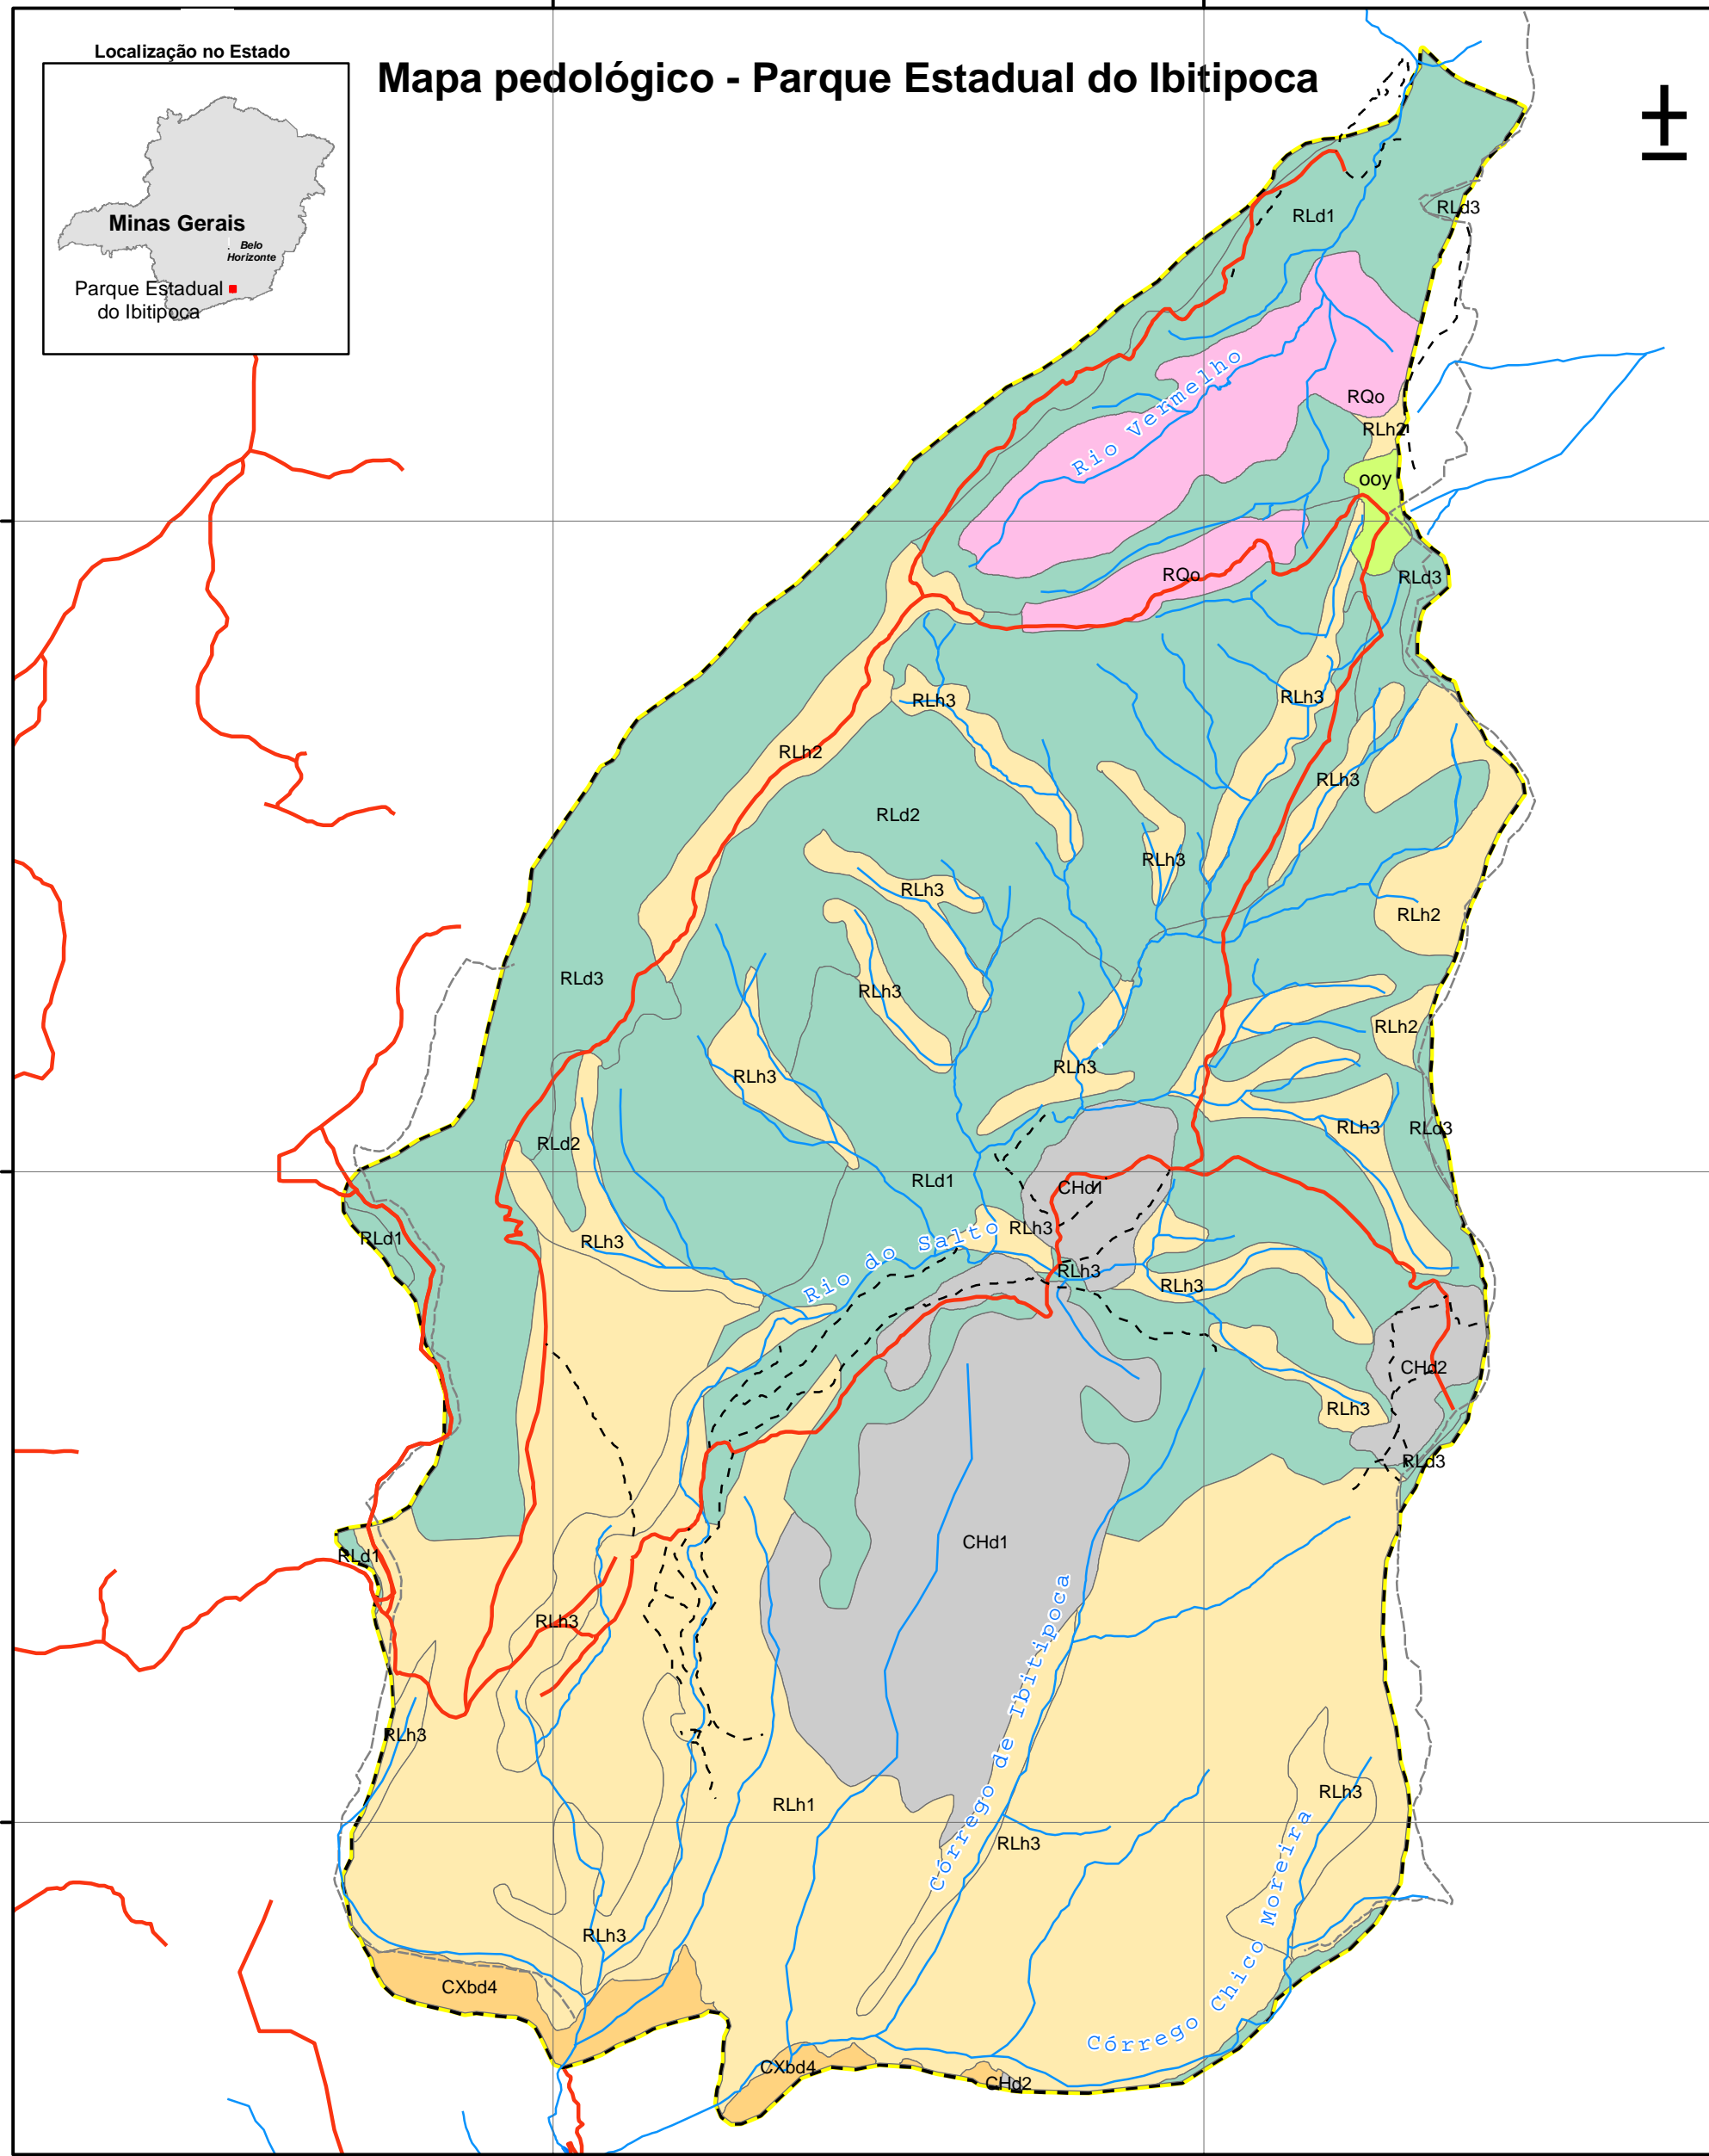 Localização no Estado
Mapa pedológico - Parque Estadual do Ibitipoca
±
Minas Gerais
Belo
Horizonte
Parque Estadual
do Ibitipoca
RLd3
RLd1
Rio Vermelho
RQo
RLh2
ooy
RQo
RLd3
RLh3
RLh3
RLh2
RLh3
RLd2
RLh3
RLh3
RLh2
RLd3
RLh3
RLh2
RLh3
RLh3
RLh3
RLd3
RLd2
RLd1
CHd1
RLh3
RLd1
RLh3
Rio do Salto
RLh3
RLh3
CHd2
RLh3
RLd3
CHd1
RLd1
RLh3
Córrego de Ibitipoca
RLh3
RLh3
RLh1
RLh3
Córrego Chico Moreira
RLh3
CXbd4
CXbd4
CHd2